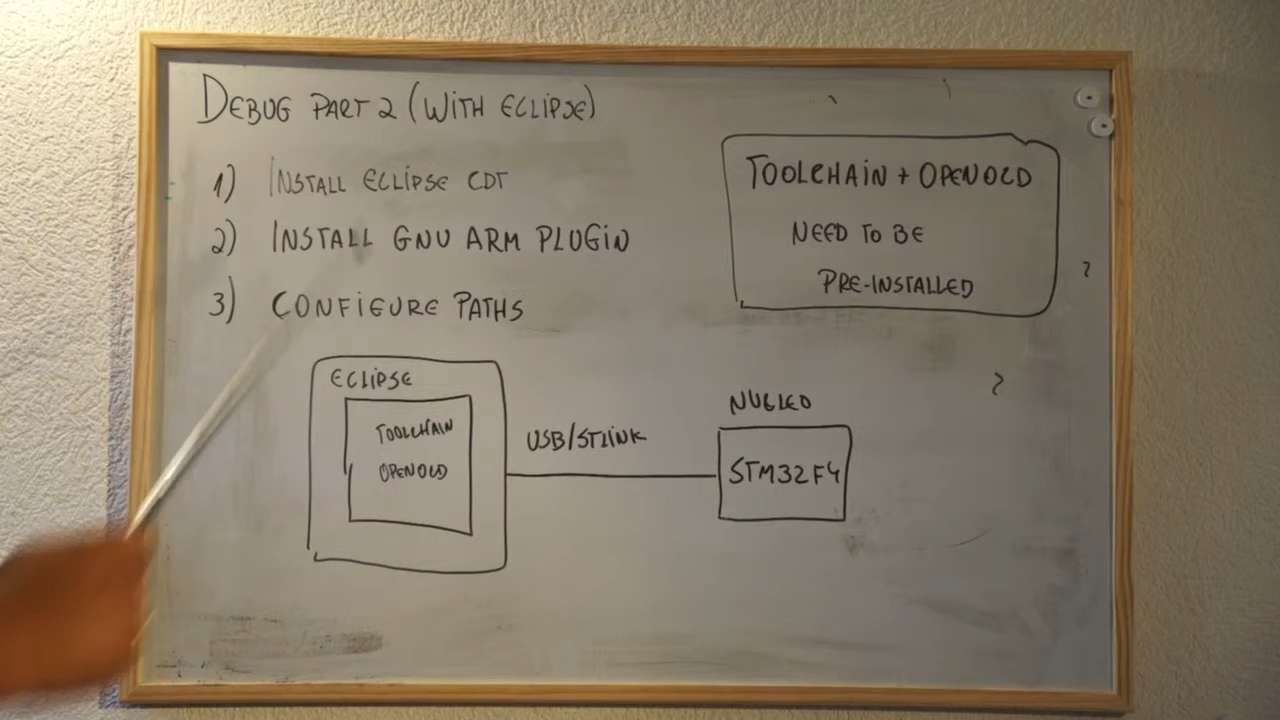 DEBUG PART 2 (WITH ECLIPSE)
1) INSTALL ECLIPSE CDT
2) INSTALL GNU ARM PLUGIN
3) CONFIGURE PATHS
TOOLCHAIN + OPENOCD
NEED TO BE
PRE-INSTALLED
ECLIPSE
TOOLCHAIN
OPENOCD
USB/STLINK
NUCLEO
STM32F4